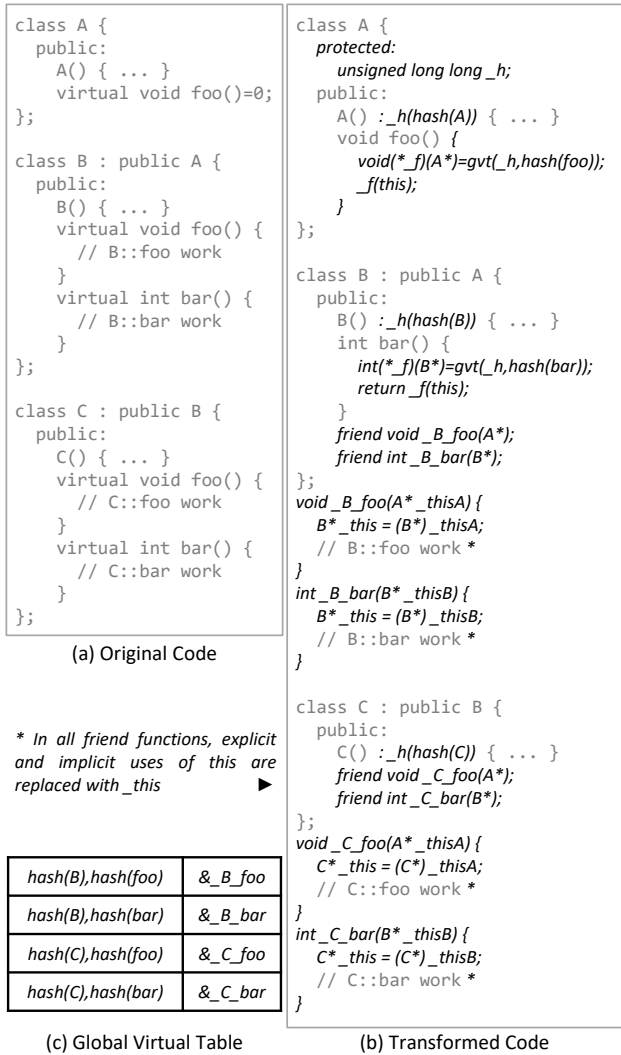 class A {
  public:
    A() { ... }
    virtual void foo()=0;
};
class B : public A {
  public:
    B() { ... }
    virtual void foo() {
      // B::foo work
    }
    virtual int bar() {
      // B::bar work
    }
};
class C : public B {
  public:
    C() { ... }
    virtual void foo() {
      // C::foo work
    }
    virtual int bar() {
      // C::bar work
    }
};
(a) Original Code
* In all friend functions, explicit
and implicit uses of this are
replaced with _this ►
hash(B),hash(foo) &_B_foo
hash(B),hash(bar) &_B_bar
hash(C),hash(foo) &_C_foo
hash(C),hash(bar) &_C_bar
(c) Global Virtual Table
class A {
  protected:
    unsigned long long _h;
  public:
    A() : _h(hash(A)) { ... }
    void foo() {
      void(*_f)(A*)=gvt(_h,hash(foo));
      _f(this);
    }
};
class B : public A {
  public:
    B() : _h(hash(B)) { ... }
    int bar() {
      int(*_f)(B*)=gvt(_h,hash(bar));
      return _f(this);
    }
    friend void _B_foo(A*);
    friend int _B_bar(B*);
};
void _B_foo(A* _thisA) {
  B* _this = (B*) _thisA;
  // B::foo work *
}
int _B_bar(B* _thisB) {
  B* _this = (B*) _thisB;
  // B::bar work *
}
class C : public B {
  public:
    C() : _h(hash(C)) { ... }
    friend void _C_foo(A*);
    friend int _C_bar(B*);
};
void _C_foo(A* _thisA) {
  C* _this = (C*) _thisA;
  // C::foo work *
}
int _C_bar(B* _thisB) {
  C* _this = (C*) _thisB;
  // C::bar work *
}
(b) Transformed Code